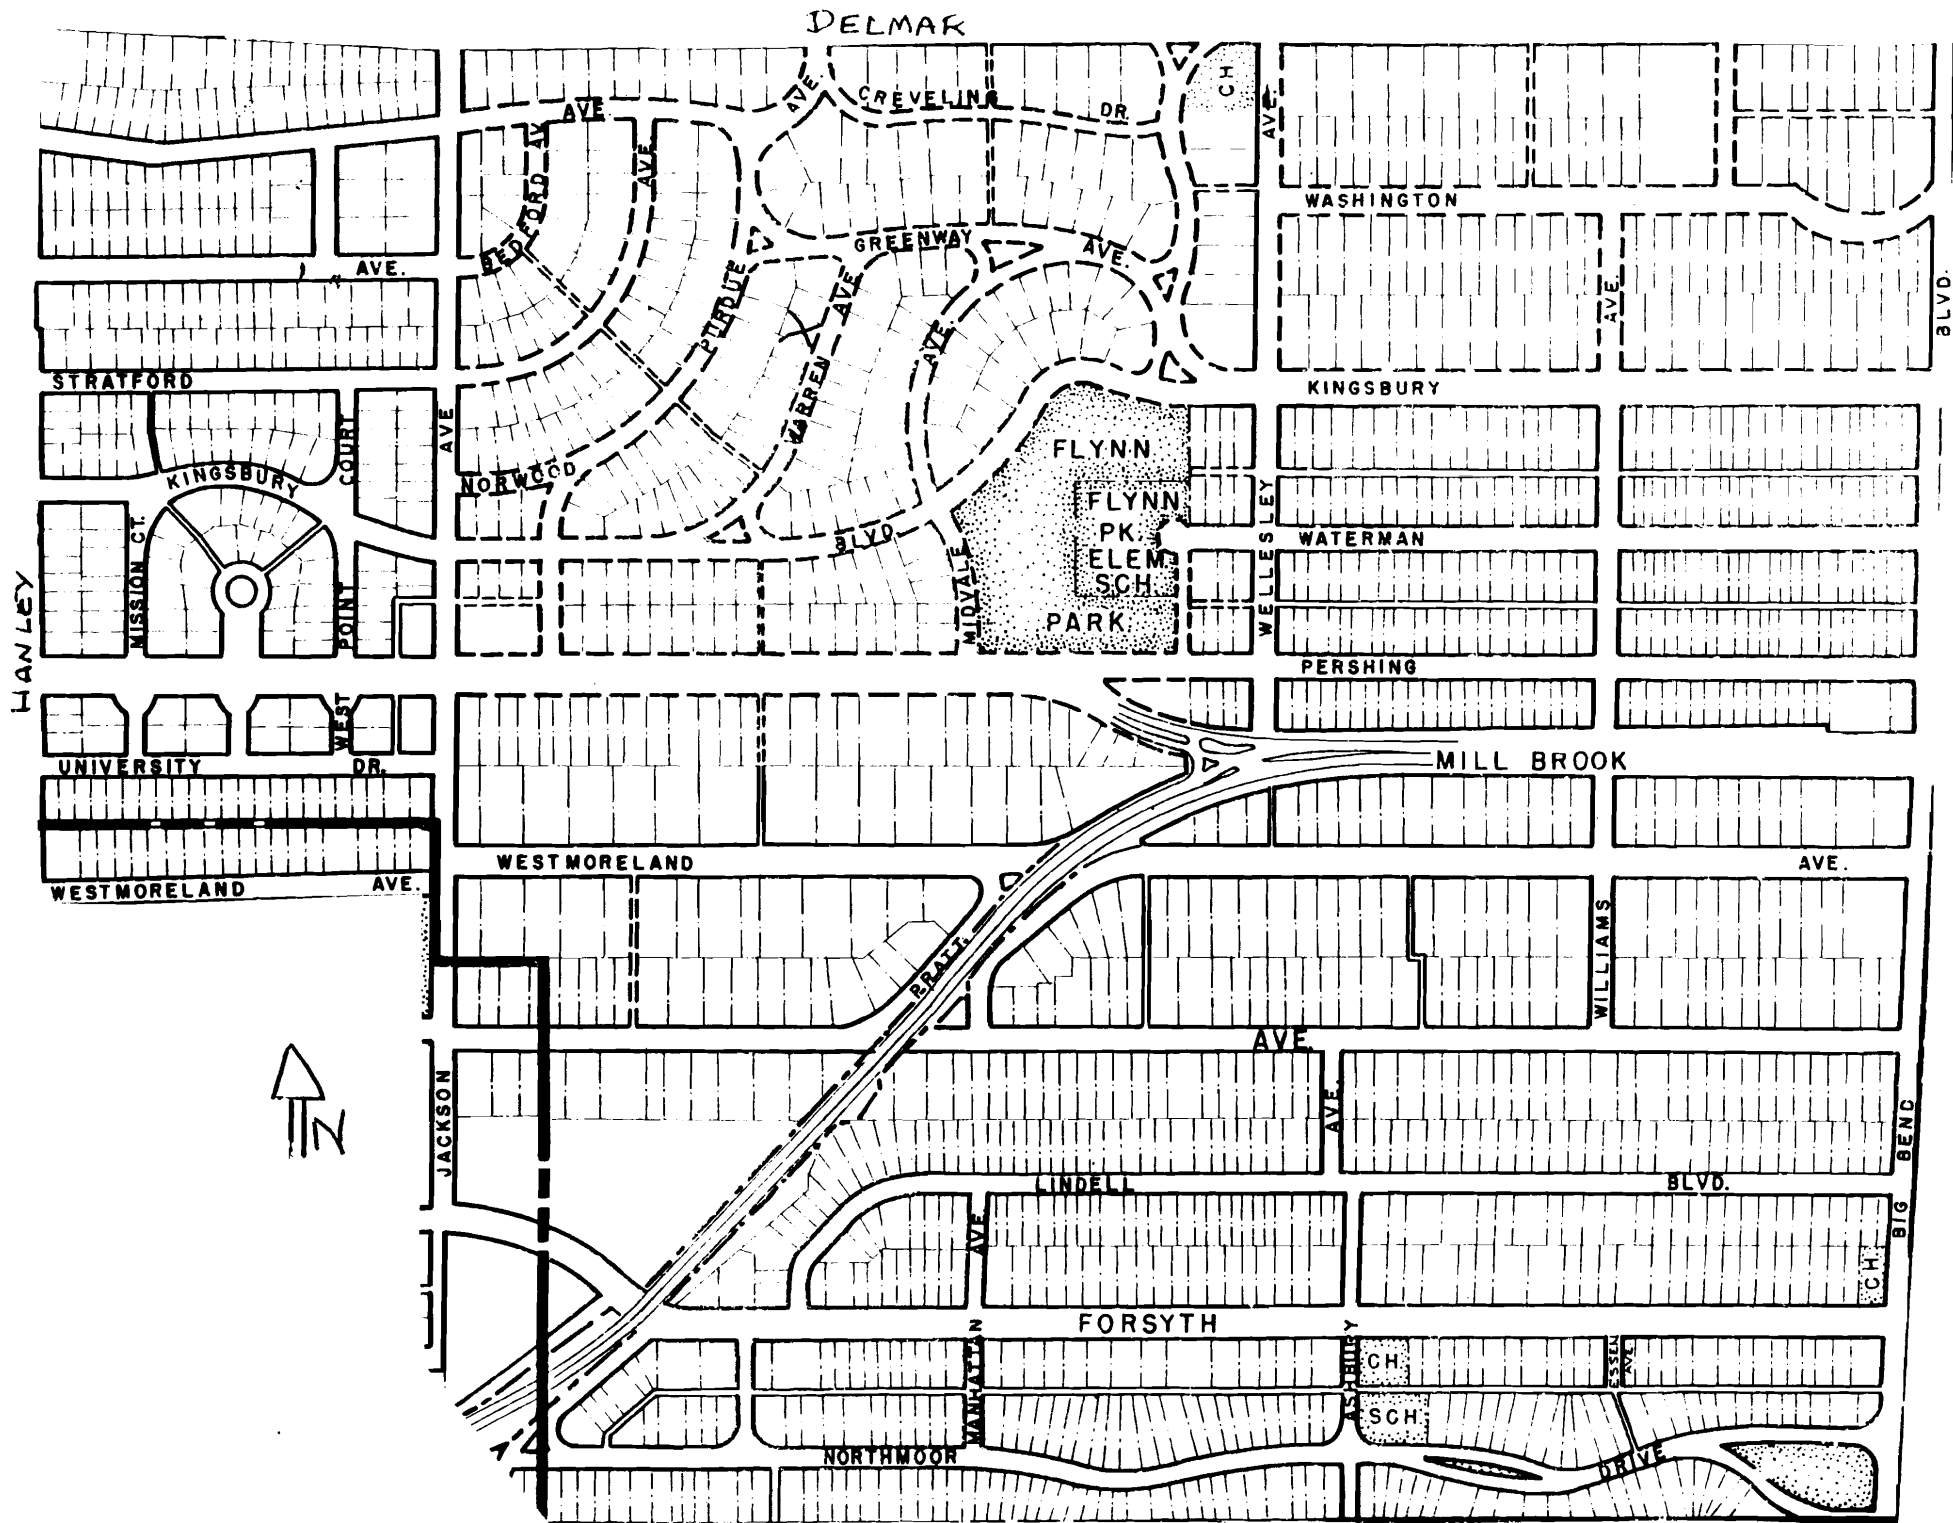 DELMAR
CH
AVE.
CREVELING
DR.
AVE.
AVE
BEDFORD AV
AVE
WASHINGTON
AVE.
GREENWAY
AVE.
PURDUE
AVE
WARREN
AVE
AVE.
BLVD.
STRATFORD
KINGSBURY
COURT
AVE
NORWOOD
KINGSBURY
FLYNN
FLYNN
PK.
ELEM.
SCH.
PARK
WELLESLEY
WATERMAN
BLVD
MIDVALE
HANLEY
MISSION CT.
POINT
WEST
PERSHING
UNIVERSITY
DR.
MILL BROOK
WESTMORELAND
AVE.
WESTMORELAND
AVE.
WILLIAMS
PRATT
AVE.
N
JACKSON
AVE.
BEND
LINDELL
BLVD.
BIG
AVE.
CH
FORSYTH
MANHATTAN
ASHBURY
CH.
ESSEN
AVE
SCH.
NORTHMOOR
DRIVE